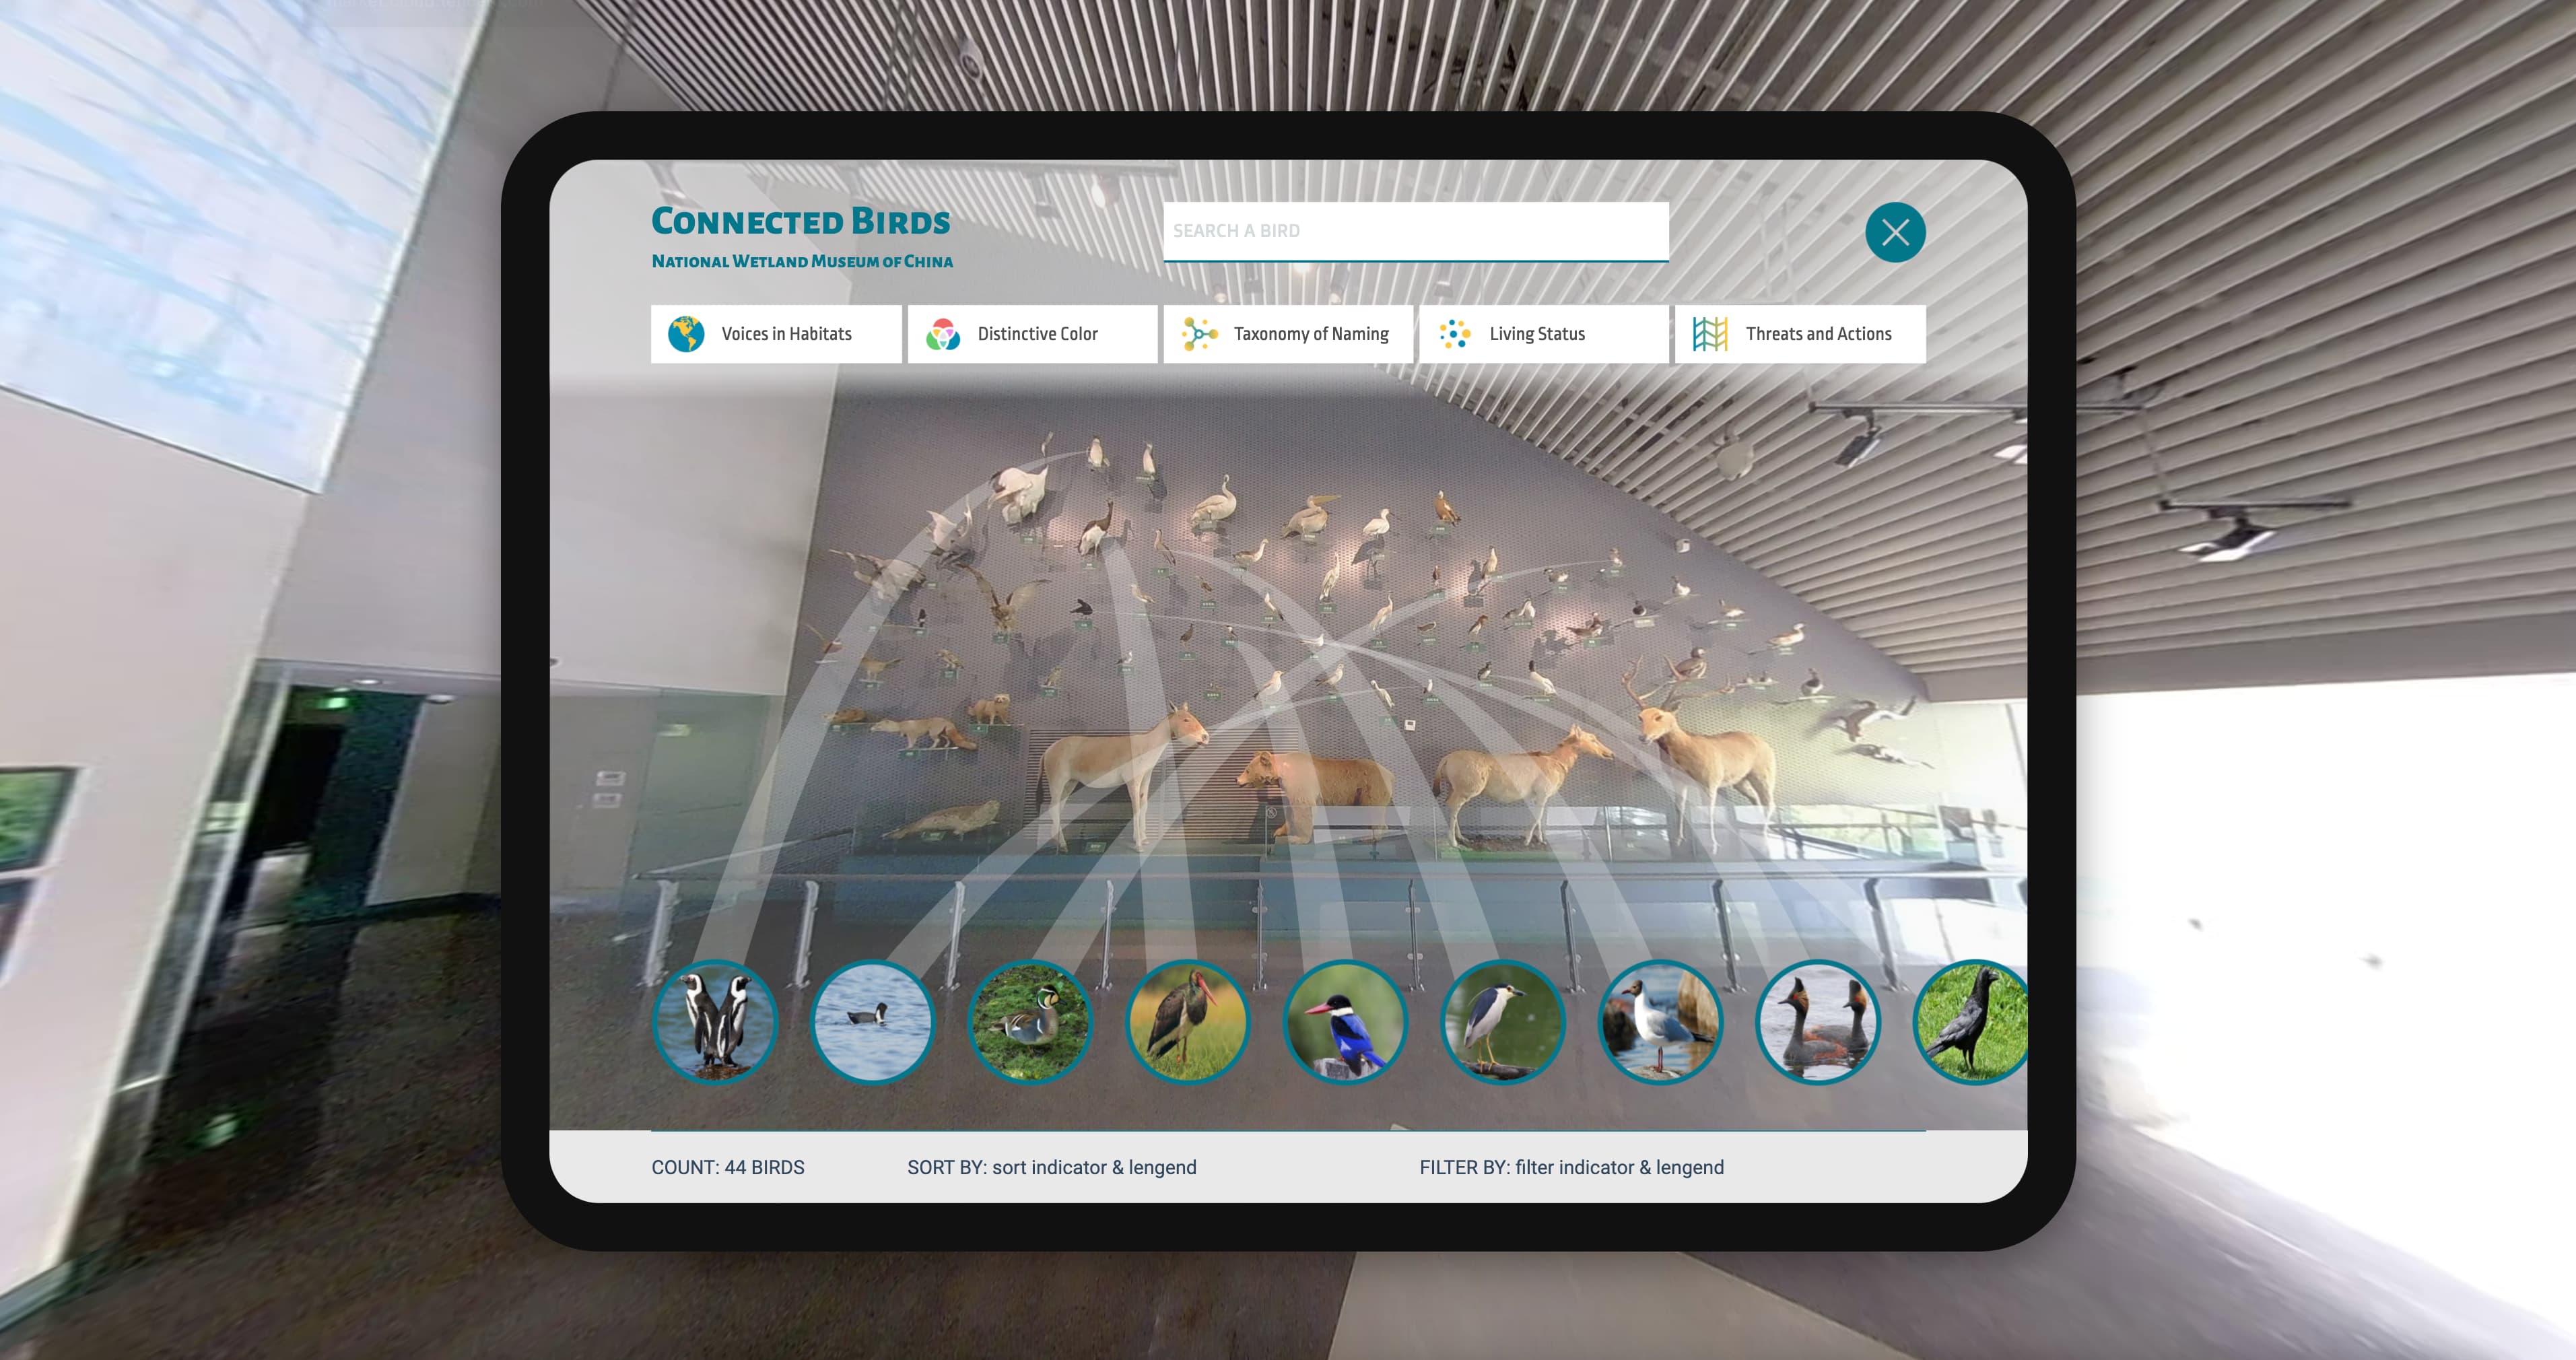 CONNECTED BIRDS
NATIONAL WETLAND MUSEUM OF CHINA
SEARCH A BIRD
Voices in Habitats
Distinctive Color
Taxonomy of Naming
Living Status
Threats and Actions
COUNT: 44 BIRDS
SORT BY: sort indicator & lengend
FILTER BY: filter indicator & lengend